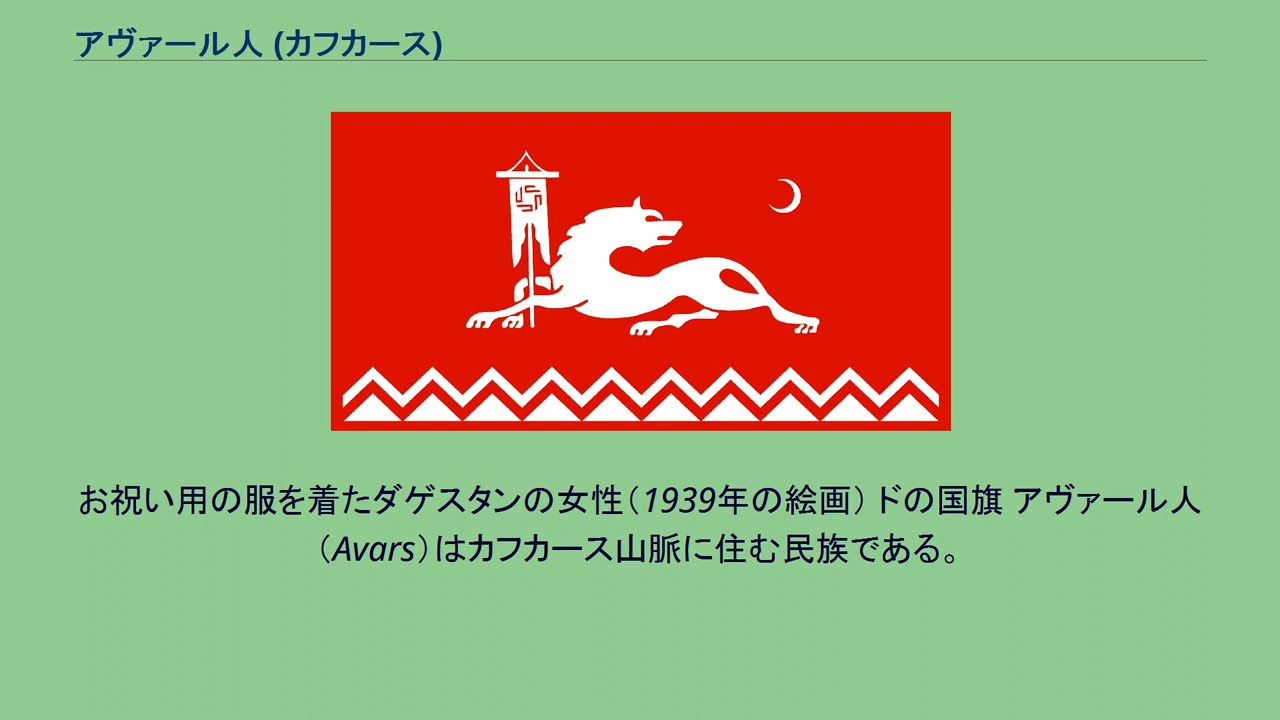 アヴァール人 (カフカース)
お祝い用の服を着たダゲスタンの女性（1939年の絵画） ドの国旗 アヴァール人
（Avars）はカフカース山脈に住む民族である。